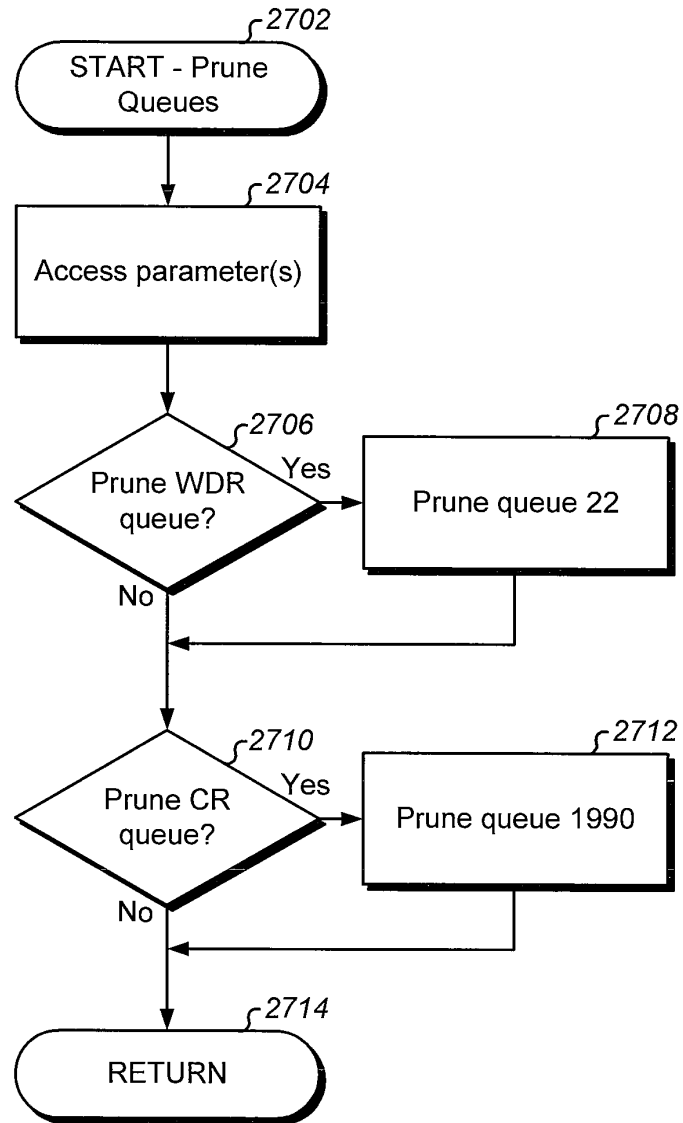 2702
START - Prune
Queues
2704
Access parameter(s)
2706
Prune WDR
queue?
Yes
2708
Prune queue 22
No
2710
Prune CR
queue?
Yes
2712
Prune queue 1990
No
2714
RETURN